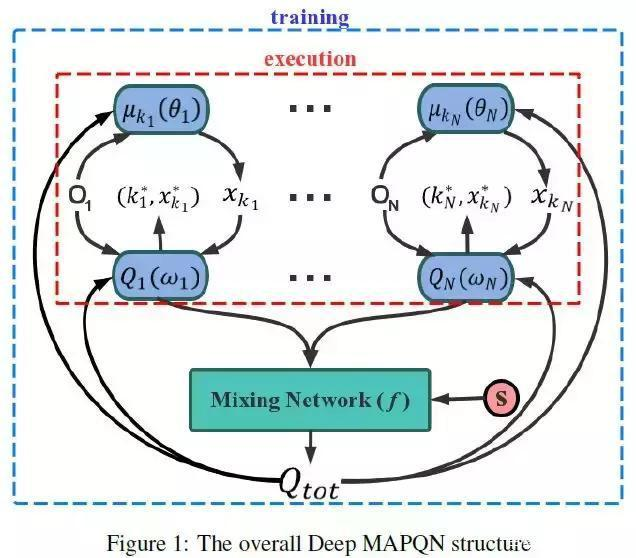 training
execution
μ_{k_1}(θ_1) ... μ_{k_N}(θ_N)
O_1 (k_1^*, x_{k_1}^*) x_{k_1} ... O_N (k_N^*, x_{k_N}^*) x_{k_N}
Q_1(ω_1) ... Q_N(ω_N)
Mixing Network (f)
S
Q_{tot}
Figure 1: The overall Deep MAPQN structure